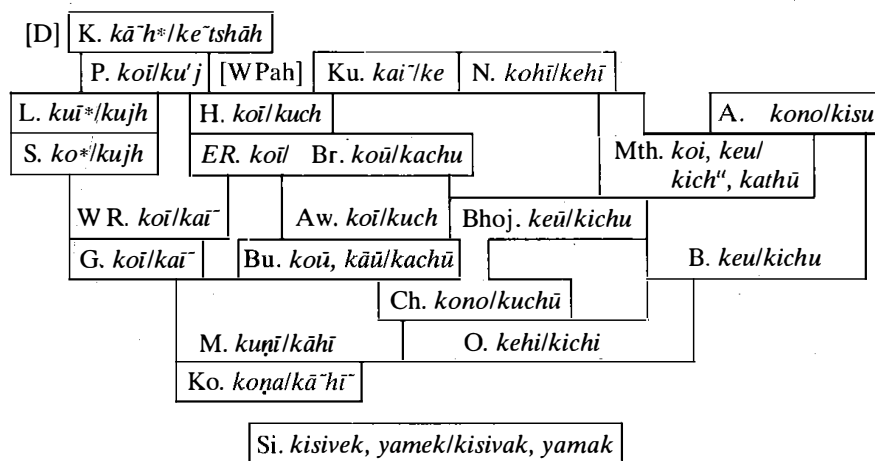 [D] K. kā˜h*/ke˜tshāh
P. koī/ku'j [WPah] Ku. kai˜/ke N. kohī/kehī
L. kuī*/kujh H. koī/kuch A. kono/kisu
S. ko*/kujh ER. koī/ Br. koū/kachu Mth. koi, keu/
kichᵘ, kathū
WR. koī/kaī˜ Aw. koī/kuch Bhoj. keū/kichu
G. koī/kaī˜ Bu. koū, kāū/kachū B. keu/kichu
Ch. kono/kuchū
M. kuṇī/kāhī O. kehi/kichi
Ko. koṇa/kā˜hī˜
Si. kisivek, yamek/kisivak, yamak